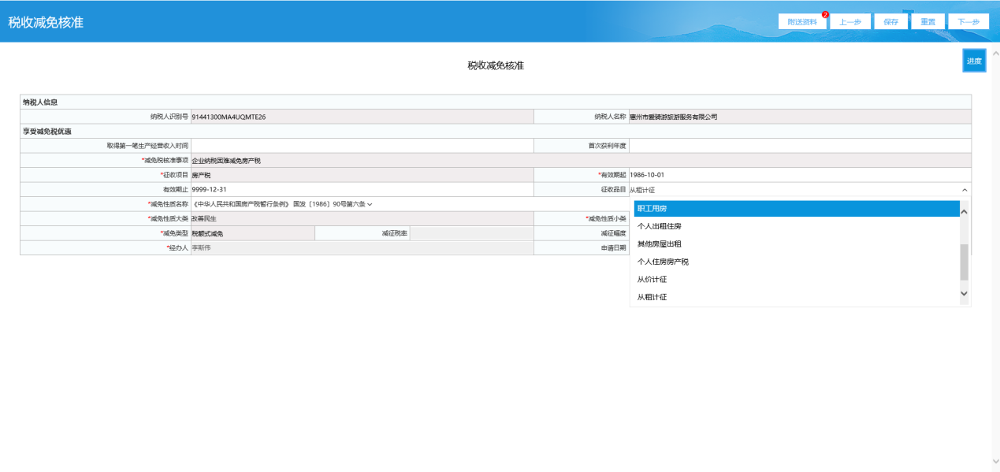 税收减免核准
附送资料 2 上一步 保存 重置 下一步
税收减免核准
进度
纳税人信息
纳税人识别号 91441300MA4UQMTE26 纳税人名称 惠州市爱骑游旅游服务有限公司
享受减免税优惠
取得第一笔生产经营收入时间 首次获利年度
*减免税核准事项 企业纳税困难减免房产税
*征收项目 房产税 *有效期起 1986-10-01
有效期止 9999-12-31 征收品目 从租计征
*减免性质名称 《中华人民共和国房产税暂行条例》 国发〔1986〕90号第六条
*减免性质大类 改善民生 *减免性质小类
*减免类型 税额式减免 减征税率 减征幅度
*经办人 李斯伟 申请日期
职工用房
个人出租住房
其他房屋出租
个人住房房产税
从价计征
从租计征